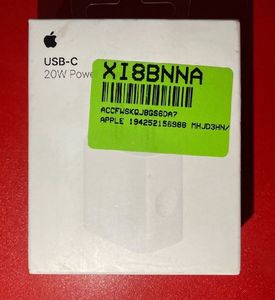 USB-C
20W Powe
XI8BNNA
ACCFWSKQJ8GS6DA7
APPLE 194252156988 MHJD3HN/